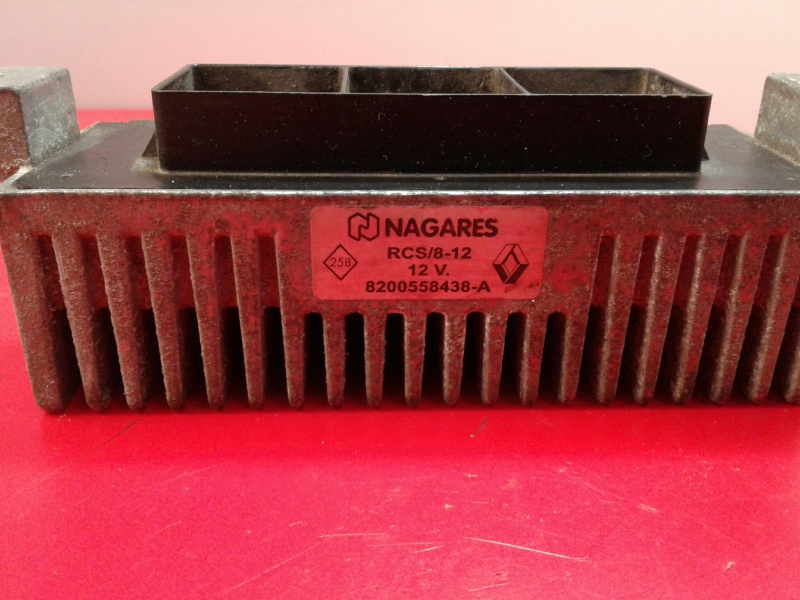 NAGARES
RCS/8-12
258
12 V.
8200558438-A